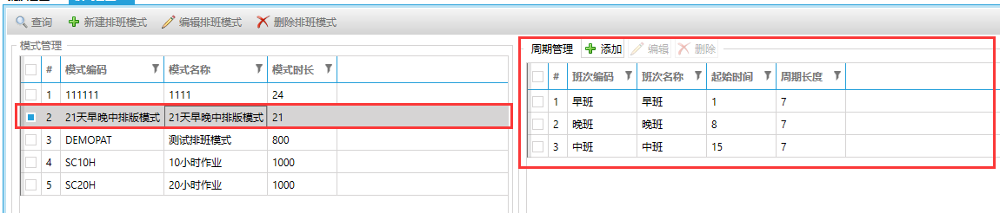 查询 新建排班模式 编辑排班模式 删除排班模式
模式管理
# 模式编码 模式名称 模式时长
1 111111 1111 24
2 21天早晚中排版模式 21天早晚中排版模式 21
3 DEMOPAT 测试排班模式 800
4 SC10H 10小时作业 1000
5 SC20H 20小时作业 1000
周期管理 添加 编辑 删除
# 班次编码 班次名称 起始时间 周期长度
1 早班 早班 1 7
2 晚班 晚班 8 7
3 中班 中班 15 7